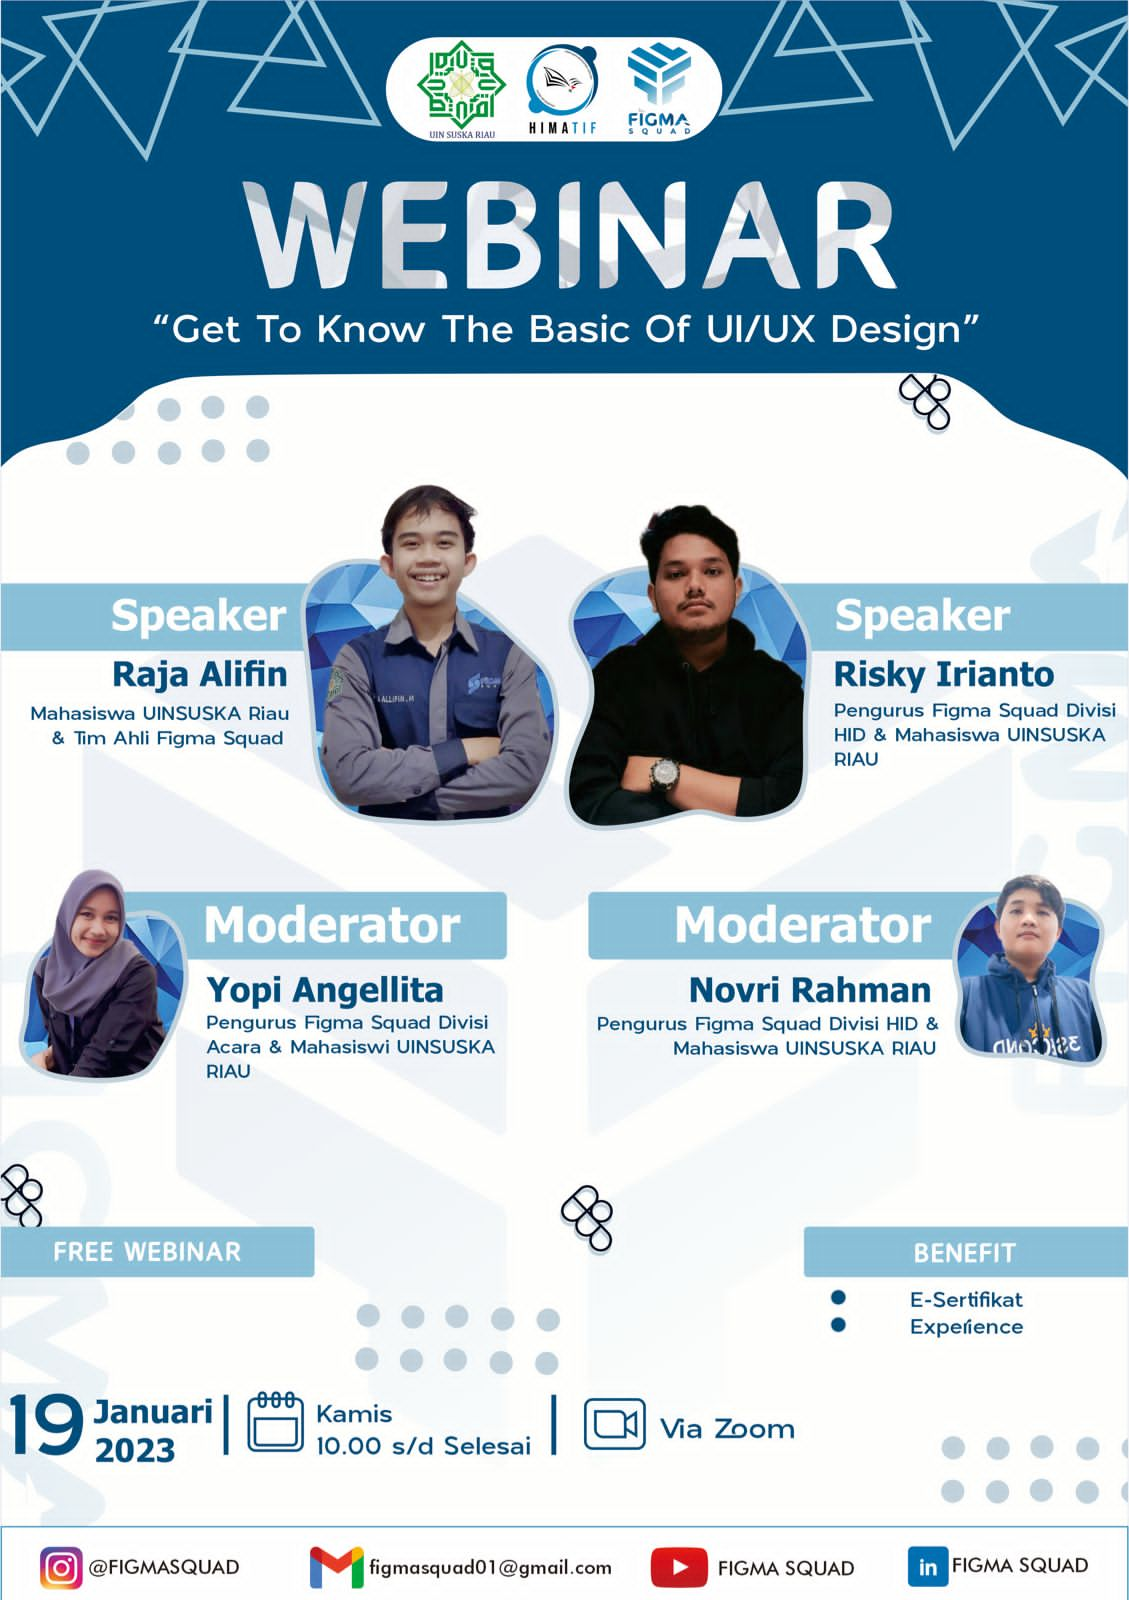 UIN SUSKA RIAU
HIMATIF
FIGMA
SQUAD
WEBINAR
“Get To Know The Basic Of UI/UX Design”
Speaker
Raja Alifin
Mahasiswa UINSUSKA Riau
& Tim Ahli Figma Squad
Speaker
Risky Irianto
Pengurus Figma Squad Divisi
HID & Mahasiswa UINSUSKA
RIAU
Moderator
Yopi Angellita
Pengurus Figma Squad Divisi
Acara & Mahasiswi UINSUSKA
RIAU
Moderator
Novri Rahman
Pengurus Figma Squad Divisi HID &
Mahasiswa UINSUSKA RIAU
FREE WEBINAR
BENEFIT
E-Sertifikat
Experience
19 Januari
2023
Kamis
10.00 s/d Selesai
Via Zoom
@FIGMASQUAD
figmasquad01@gmail.com
FIGMA SQUAD
FIGMA SQUAD